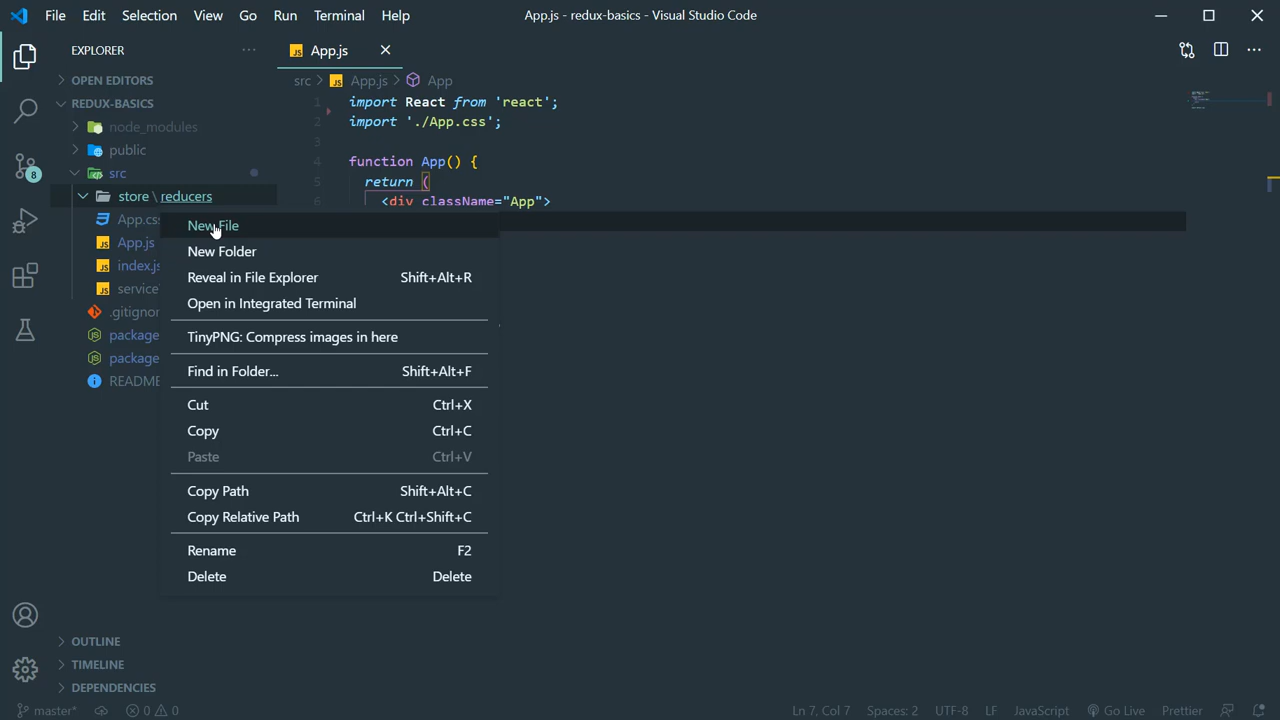 File Edit Selection View Go Run Terminal Help
App.js - redux-basics - Visual Studio Code
EXPLORER
App.js
OPEN EDITORS
src > App.js > App
REDUX-BASICS
node_modules
public
src
8
store \ reducers
App.css
App.js
index.js
service
.gitignor
package
package
README
1 import React from 'react';
2 import './App.css';
3
4 function App() {
5 return (
6 <div className="App">
New File
New Folder
Reveal in File Explorer Shift+Alt+R
Open in Integrated Terminal
TinyPNG: Compress images in here
Find in Folder... Shift+Alt+F
Cut Ctrl+X
Copy Ctrl+C
Paste Ctrl+V
Copy Path Shift+Alt+C
Copy Relative Path Ctrl+K Ctrl+Shift+C
Rename F2
Delete Delete
OUTLINE
TIMELINE
DEPENDENCIES
master* 0 0
Ln 7, Col 7 Spaces: 2 UTF-8 LF JavaScript Go Live Prettier